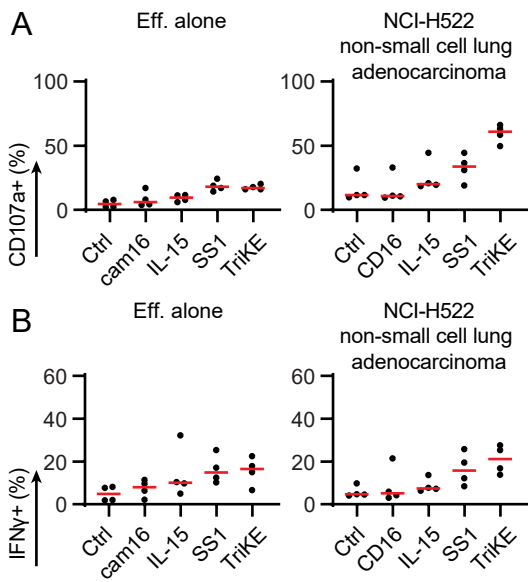 A
Eff. alone
NCI-H522
non-small cell lung
adenocarcinoma
CD107a+ (%)
100
50
0
Ctrl
cam16
IL-15
SS1
TriKE
100
50
0
Ctrl
CD16
IL-15
SS1
TriKE
B
Eff. alone
NCI-H522
non-small cell lung
adenocarcinoma
IFNγ+ (%)
60
40
20
0
Ctrl
cam16
IL-15
SS1
TriKE
60
40
20
0
Ctrl
CD16
IL-15
SS1
TriKE